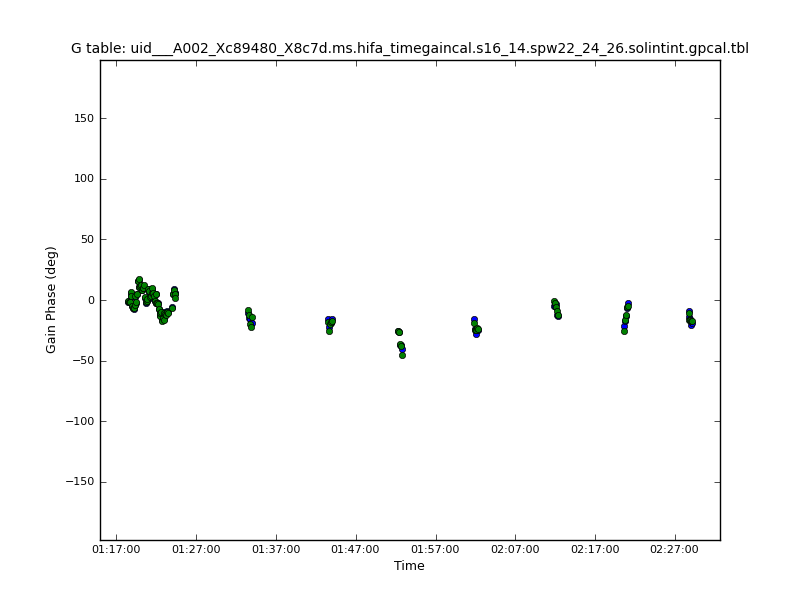 G table: uid___A002_Xc89480_X8c7d.ms.hifa_timegaincal.s16_14.spw22_24_26.solintint.gpcal.tbl
150
100
50
0
−50
−100
−150
Gain Phase (deg)
01:17:00 01:27:00 01:37:00 01:47:00 01:57:00 02:07:00 02:17:00 02:27:00
Time